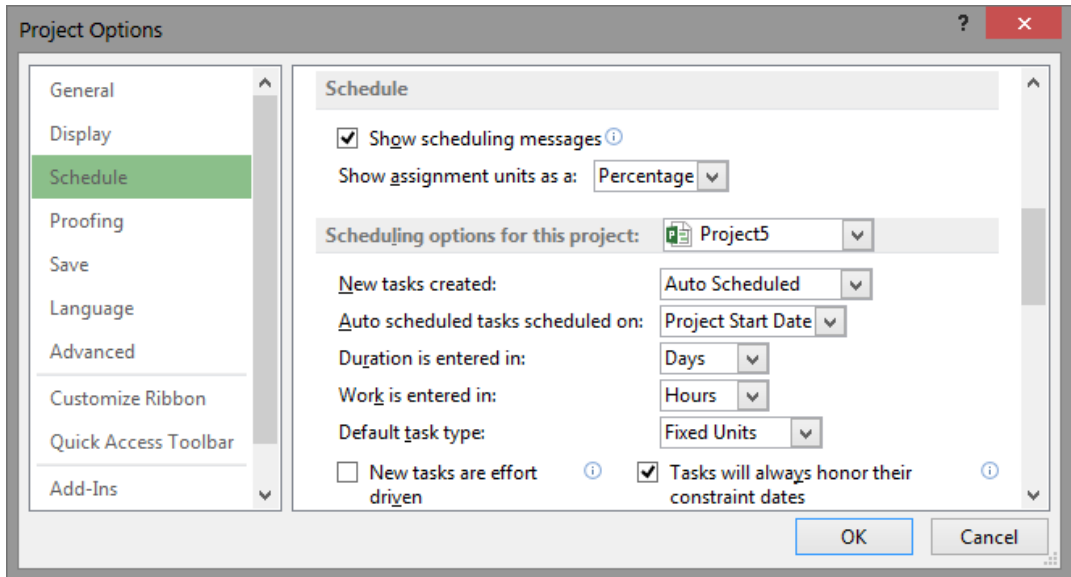 Project Options
?
General
Display
Schedule
Proofing
Save
Language
Advanced
Customize Ribbon
Quick Access Toolbar
Add-Ins
Schedule
Show scheduling messages
Show assignment units as a: Percentage
Scheduling options for this project: Project5
New tasks created: Auto Scheduled
Auto scheduled tasks scheduled on: Project Start Date
Duration is entered in: Days
Work is entered in: Hours
Default task type: Fixed Units
New tasks are effort
driven
Tasks will always honor their
constraint dates
OK Cancel